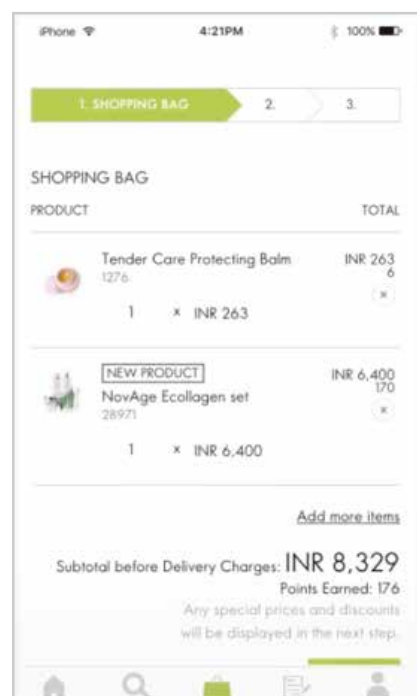 iPhone 4:21PM 100%
1. SHOPPING BAG 2. 3.
SHOPPING BAG
PRODUCT TOTAL
Tender Care Protecting Balm INR 263
1276 6
1 x INR 263
NEW PRODUCT INR 6,400
170
NovAge Ecollagen set
28971
1 x INR 6,400
Add more items
Subtotal before Delivery Charges: INR 8,329
Points Earned: 176
Any special prices and discounts
will be displayed in the next step.